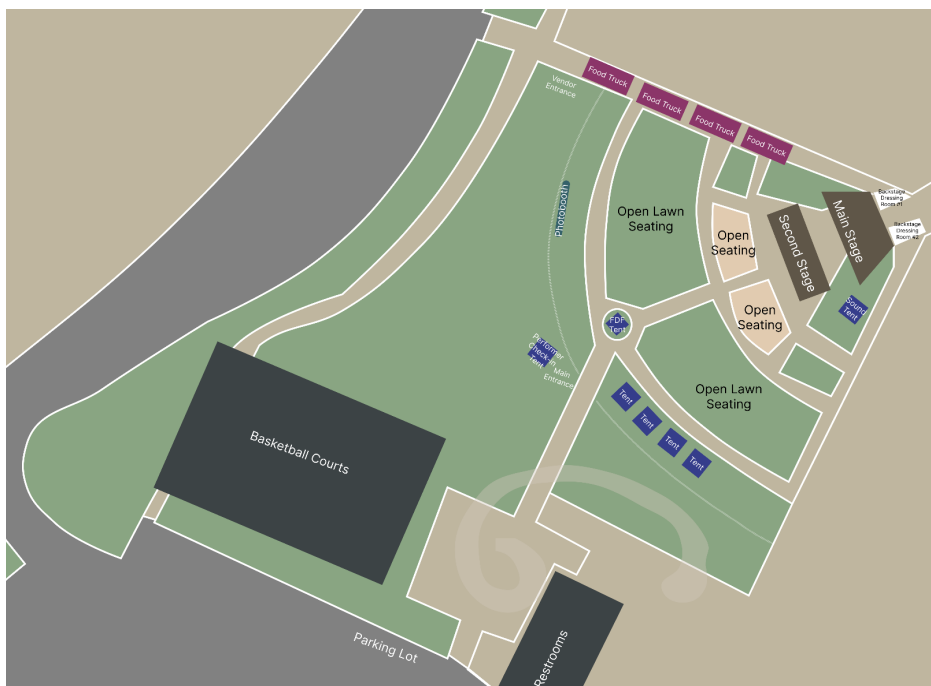 Food Truck
Vendor
Entrance
Food Truck
Food Truck
Food Truck
Photobooth
Open Lawn
Seating
Open
Seating
Second Stage
Main Stage
Backstage
Dressing
Room #1
Backstage
Dressing
Room #2
Open
Seating
Sound
Tent
FDF
Tent
Performer
Check-in
Tent
Main
Entrance
Open Lawn
Seating
Tent
Tent
Tent
Tent
Basketball Courts
Parking Lot
Restrooms